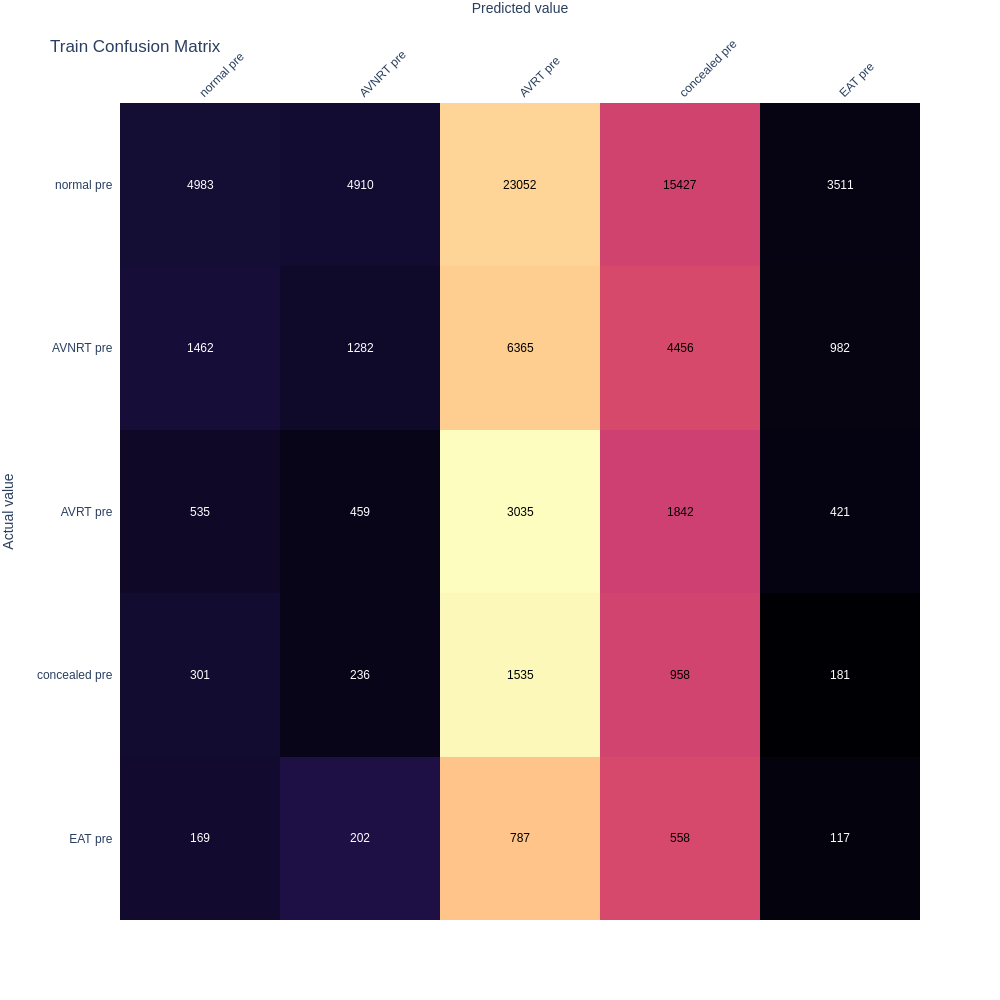 Predicted value
Train Confusion Matrix
normal pre AVNRT pre AVRT pre concealed pre EAT pre
normal pre 4983 4910 23052 15427 3511
AVNRT pre 1462 1282 6365 4456 982
Actual value
AVRT pre 535 459 3035 1842 421
concealed pre 301 236 1535 958 181
EAT pre 169 202 787 558 117